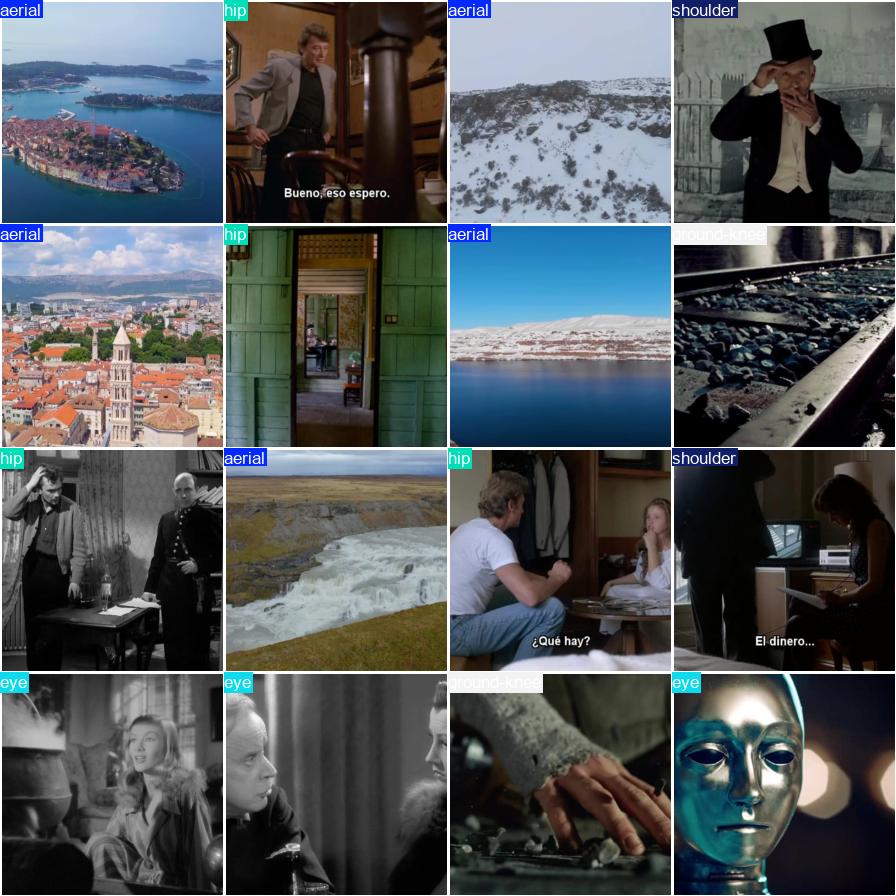 aerial
hip
aerial
shoulder
Bueno, eso espero.
aerial
hip
aerial
ground-knee
hip
aerial
hip
shoulder
¿Qué hay?
El dinero...
eye
eye
ground-knee
eye